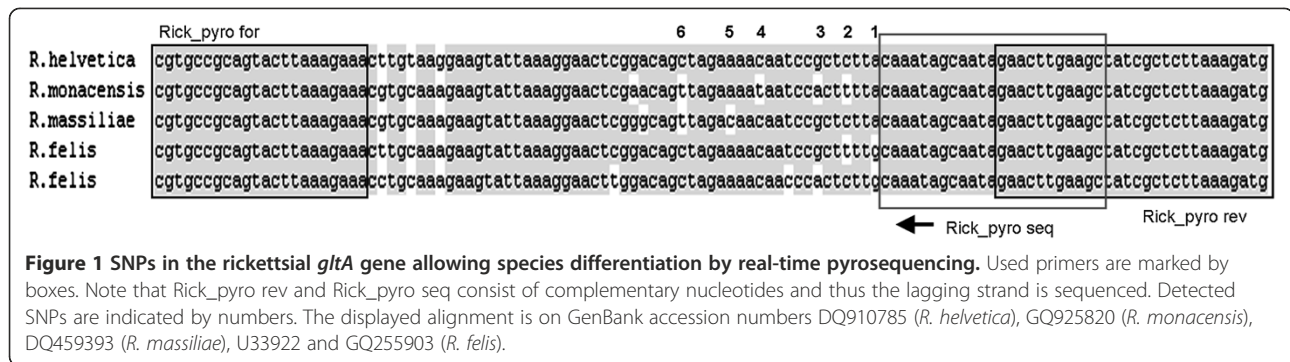 Rick_pyro for
6 5 4 3 2 1
R.helvetica cgtgccgcagtacttaaagaaacttgtaaggaagtattaaaggaactcggacagctagaaaacaatccgctcttacaaatagcaatagaacttgaagctatcgctcttaaagatg
R.monacensis cgtgccgcagtacttaaagaaacgtgcaaagaagtattaaaggaactcgaacagttagaaaataatccacttttacaaatagcaatagaacttgaagctatcgctcttaaagatg
R.massiliae cgtgccgcagtacttaaagaaacgtgcaaagaagtattaaaggaactcgggcagttagacaacaatccgctcttacaaatagcaatagaacttgaagctatcgctcttaaagatg
R.felis cgtgccgcagtacttaaagaaacttgcaaagaagtattaaaggaactcggacagctagaaaacaatccgcttttgcaaatagcaatagaacttgaagctatcgctcttaaagatg
R.felis cgtgccgcagtacttaaagaaacctgcaaagaagtattaaaggaacttggacagctagaaaacaacccactcttgcaaatagcaatagaacttgaagctatcgctcttaaagatg
Rick_pyro seq Rick_pyro rev
Figure 1 SNPs in the rickettsial gltA gene allowing species differentiation by real-time pyrosequencing. Used primers are marked by
boxes. Note that Rick_pyro rev and Rick_pyro seq consist of complementary nucleotides and thus the lagging strand is sequenced. Detected
SNPs are indicated by numbers. The displayed alignment is on GenBank accession numbers DQ910785 (R. helvetica), GQ925820 (R. monacensis),
DQ459393 (R. massiliae), U33922 and GQ255903 (R. felis).